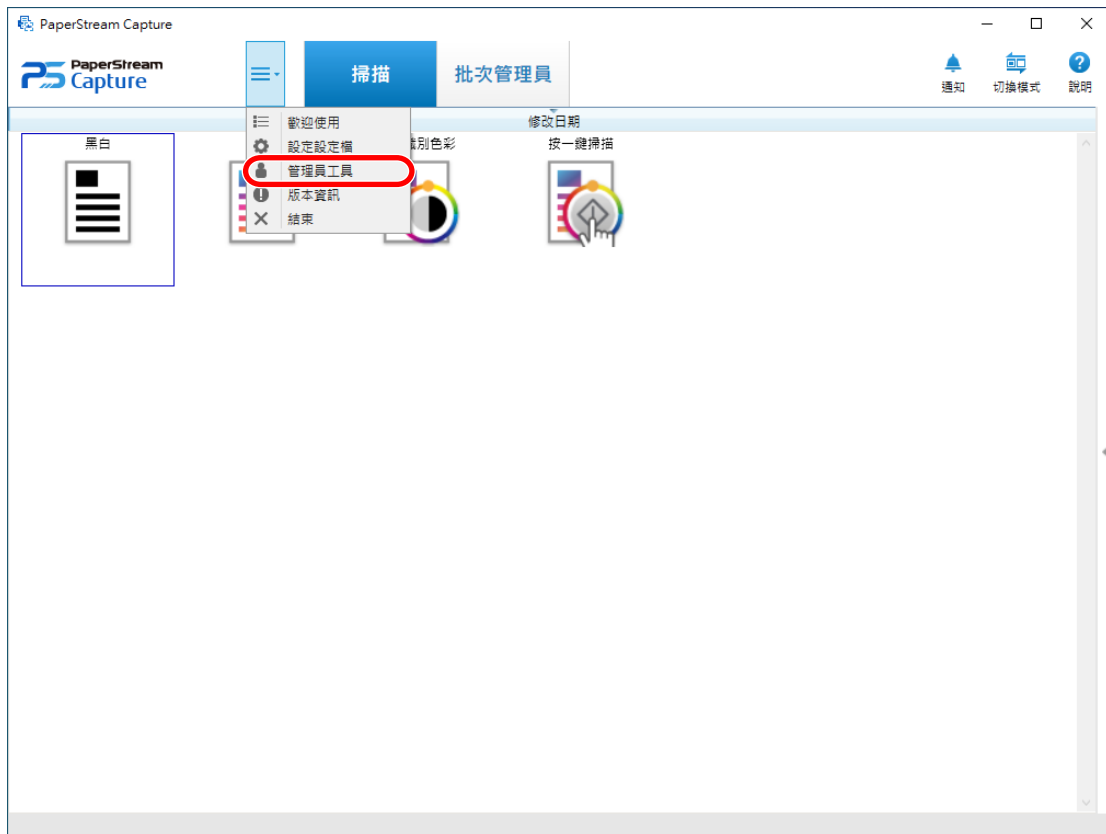 PaperStream Capture
PaperStream
Capture
掃描
批次管理員
通知
切換模式
說明
修改日期
歡迎使用
設定設定檔
管理員工具
版本資訊
結束
黑白
別色彩
按一鍵掃描